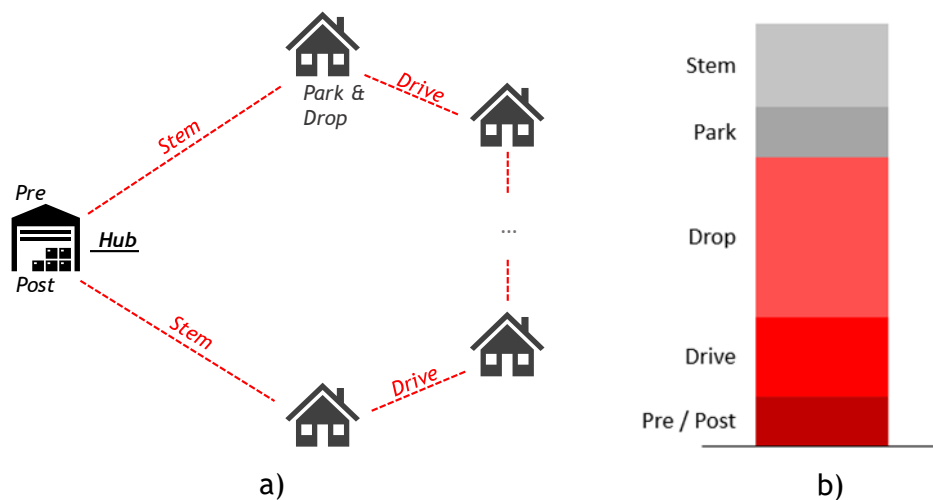 Park &
Drop
Drive
Stem
Pre
Hub
Post
...
Stem
Drive
a)
Stem
Park
Drop
Drive
Pre / Post
b)